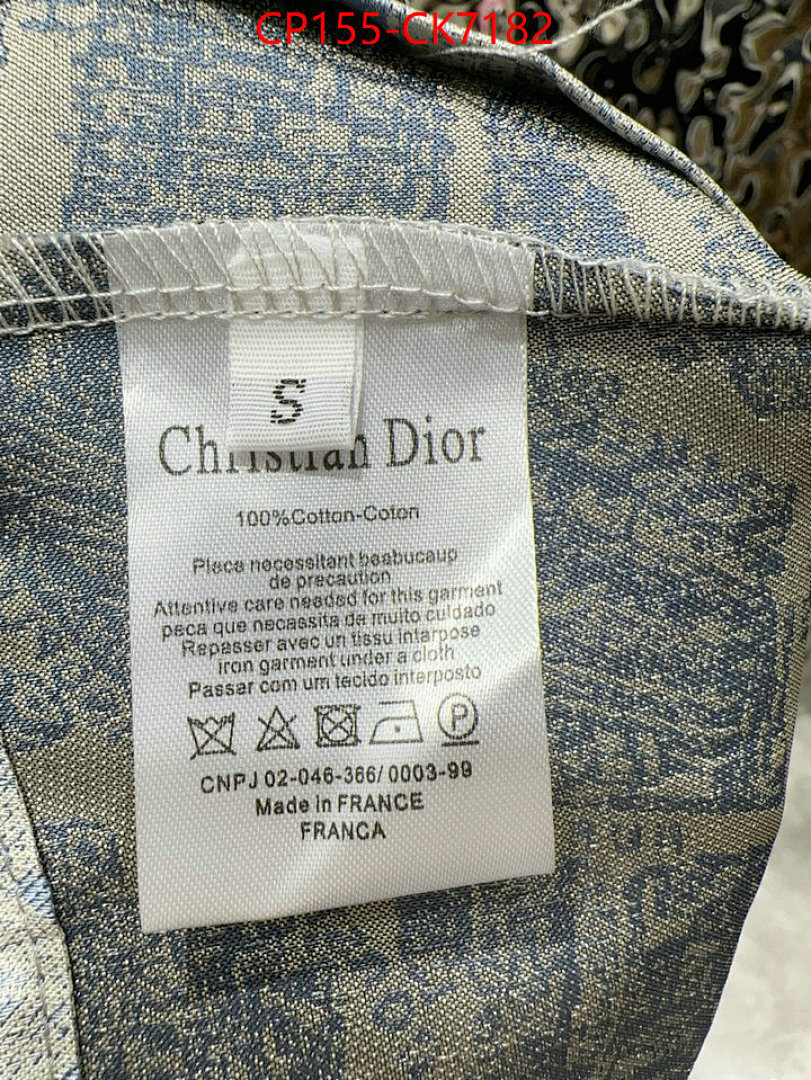 CP155-CK7182
S
Christian Dior
100%Cotton-Coton
Piece necessitant beabucaup
de precaution
Attentive care needed for this garment
peca que necassita da muito culdado
Repasser avec un tissu intarpose
iron garment under a cloth
Passar com um tecido interposto
P
CNPJ 02-046-366/0003-99
Made in FRANCE
FRANCA